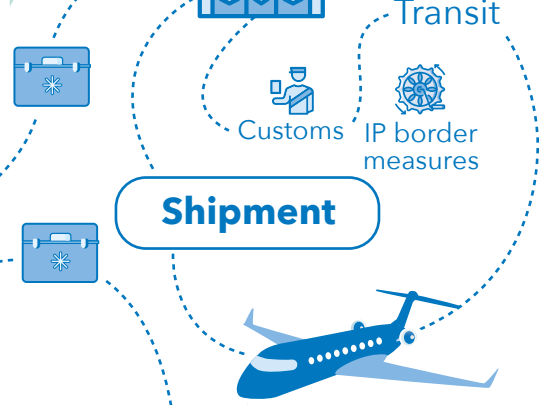 Transit
Customs
IP border
measures
Shipment